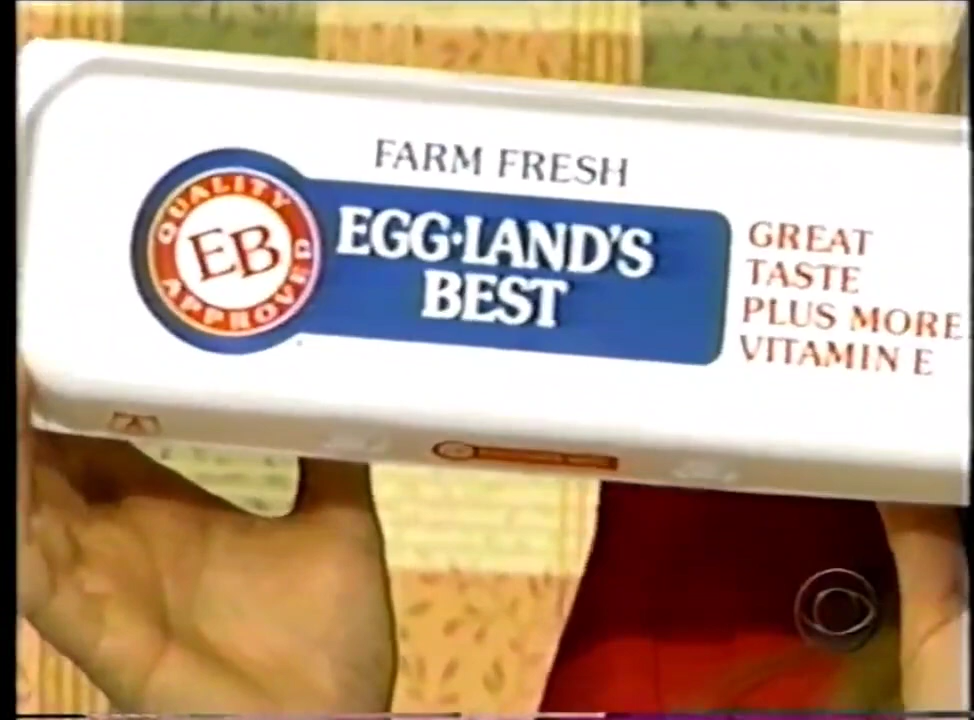 FARM FRESH
QUALITY
EB
APPROVED
EGG·LAND'S
BEST
GREAT
TASTE
PLUS MORE
VITAMIN E